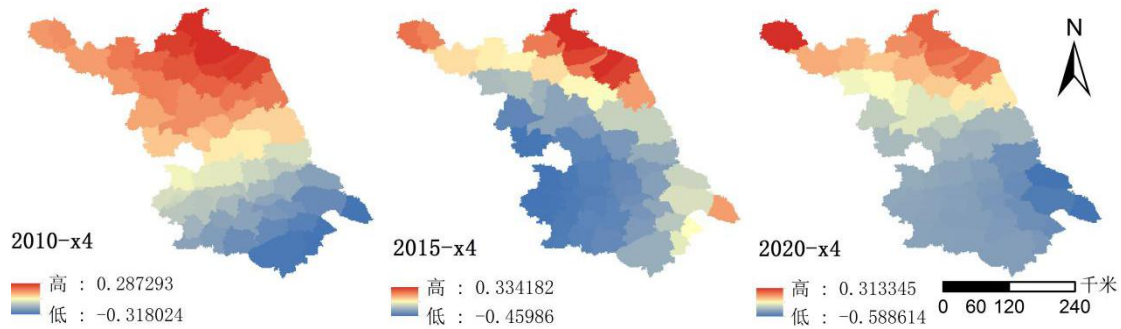 N
2010-x4
高 : 0.287293
低 : -0.318024
2015-x4
高 : 0.334182
低 : -0.45986
2020-x4
高 : 0.313345
低 : -0.588614
千米
0 60 120 240